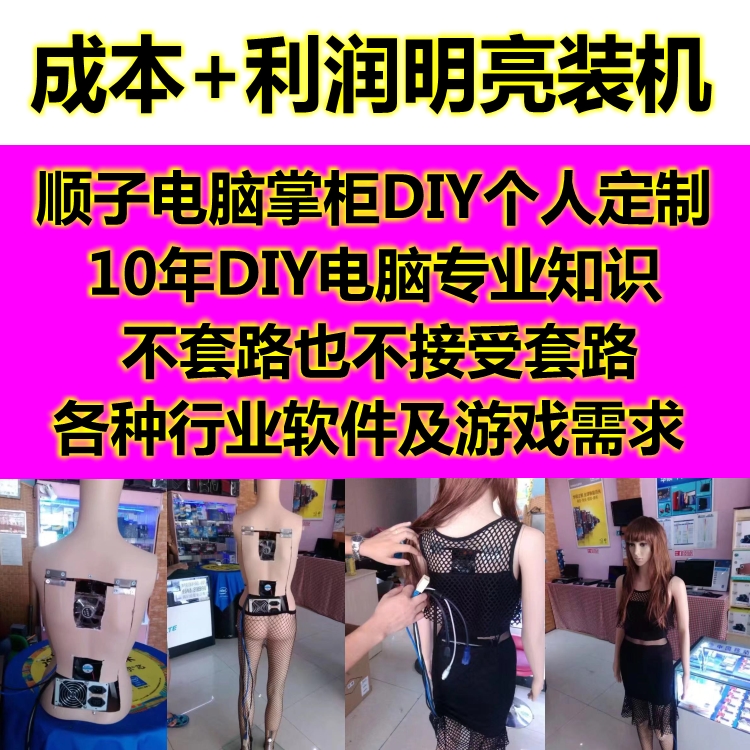 成本+利润明亮装机
顺子电脑掌柜DIY个人定制
10年DIY电脑专业知识
不套路也不接受套路
各种行业软件及游戏需求